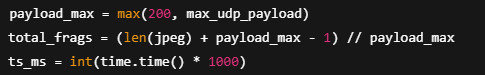 payload_max = max(200, max_udp_payload)
total_frags = (len(jpeg) + payload_max - 1) // payload_max
ts_ms = int(time.time() * 1000)